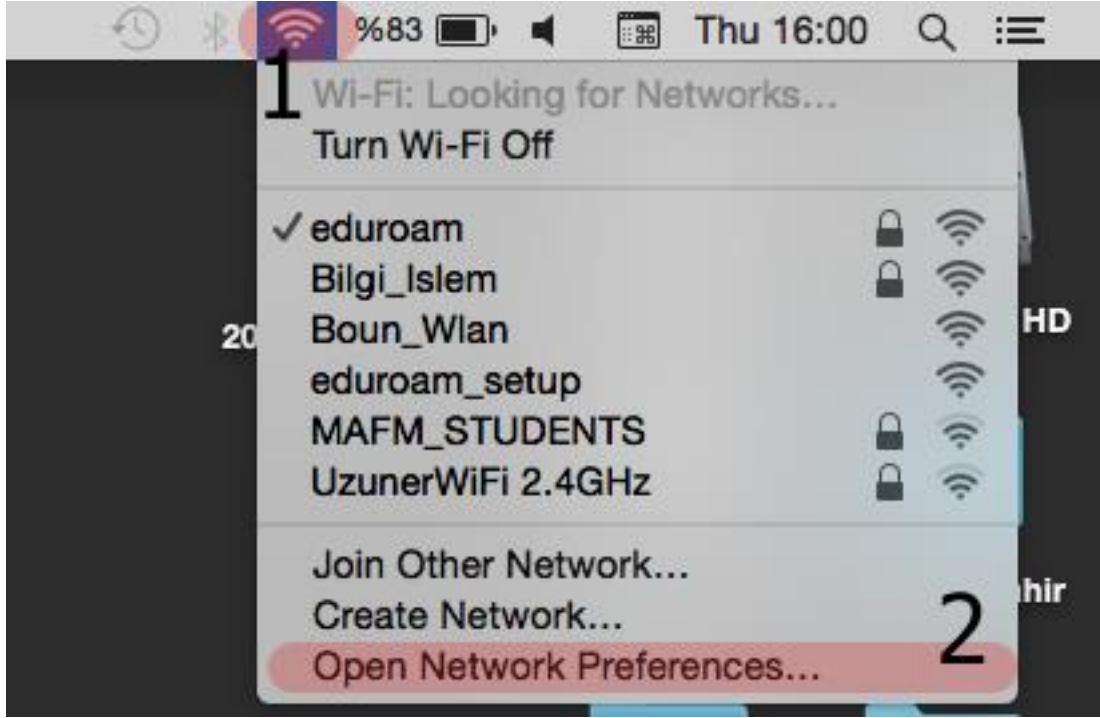 %83 Thu 16:00
1
Wi-Fi: Looking for Networks...
Turn Wi-Fi Off
eduroam
Bilgi_Islem
20 Boun_Wlan HD
eduroam_setup
MAFM_STUDENTS
UzunerWiFi 2.4GHz
Join Other Network...
Create Network... hir
2
Open Network Preferences...